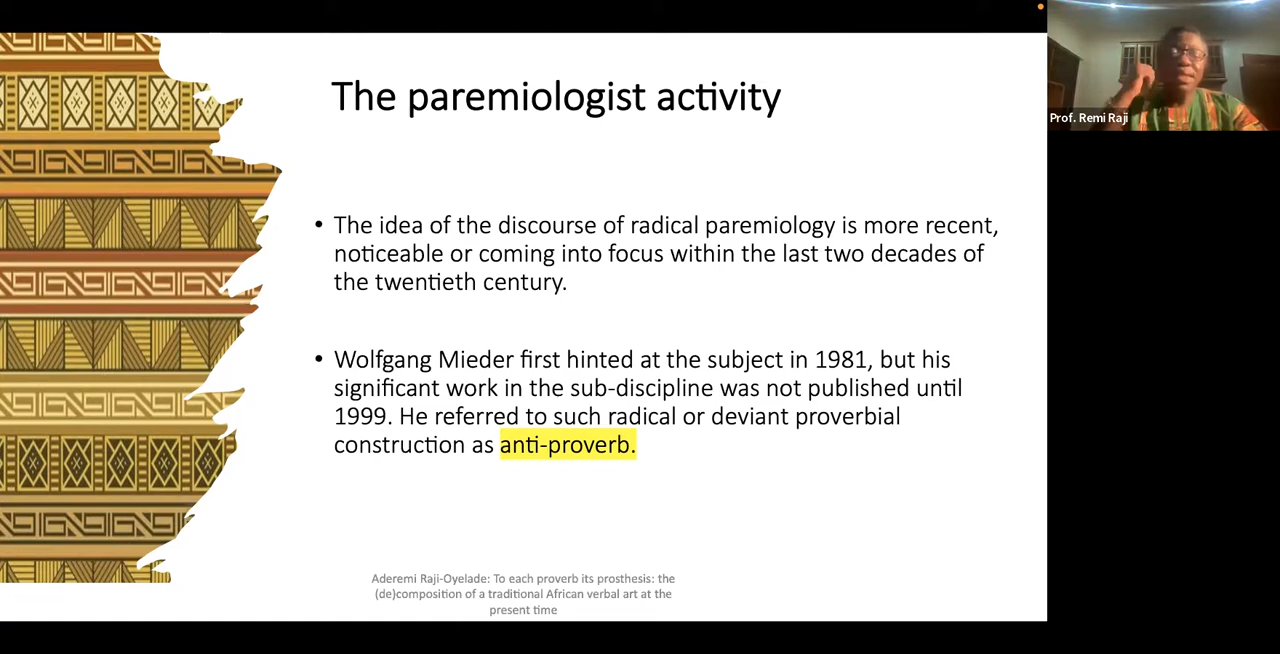 The paremiologist activity
Prof. Remi Raji
• The idea of the discourse of radical paremiology is more recent,
noticeable or coming into focus within the last two decades of
the twentieth century.
• Wolfgang Mieder first hinted at the subject in 1981, but his
significant work in the sub-discipline was not published until
1999. He referred to such radical or deviant proverbial
construction as anti-proverb.
Aderemi Raji-Oyelade: To each proverb its prosthesis: the
(de)composition of a traditional African verbal art at the
present time